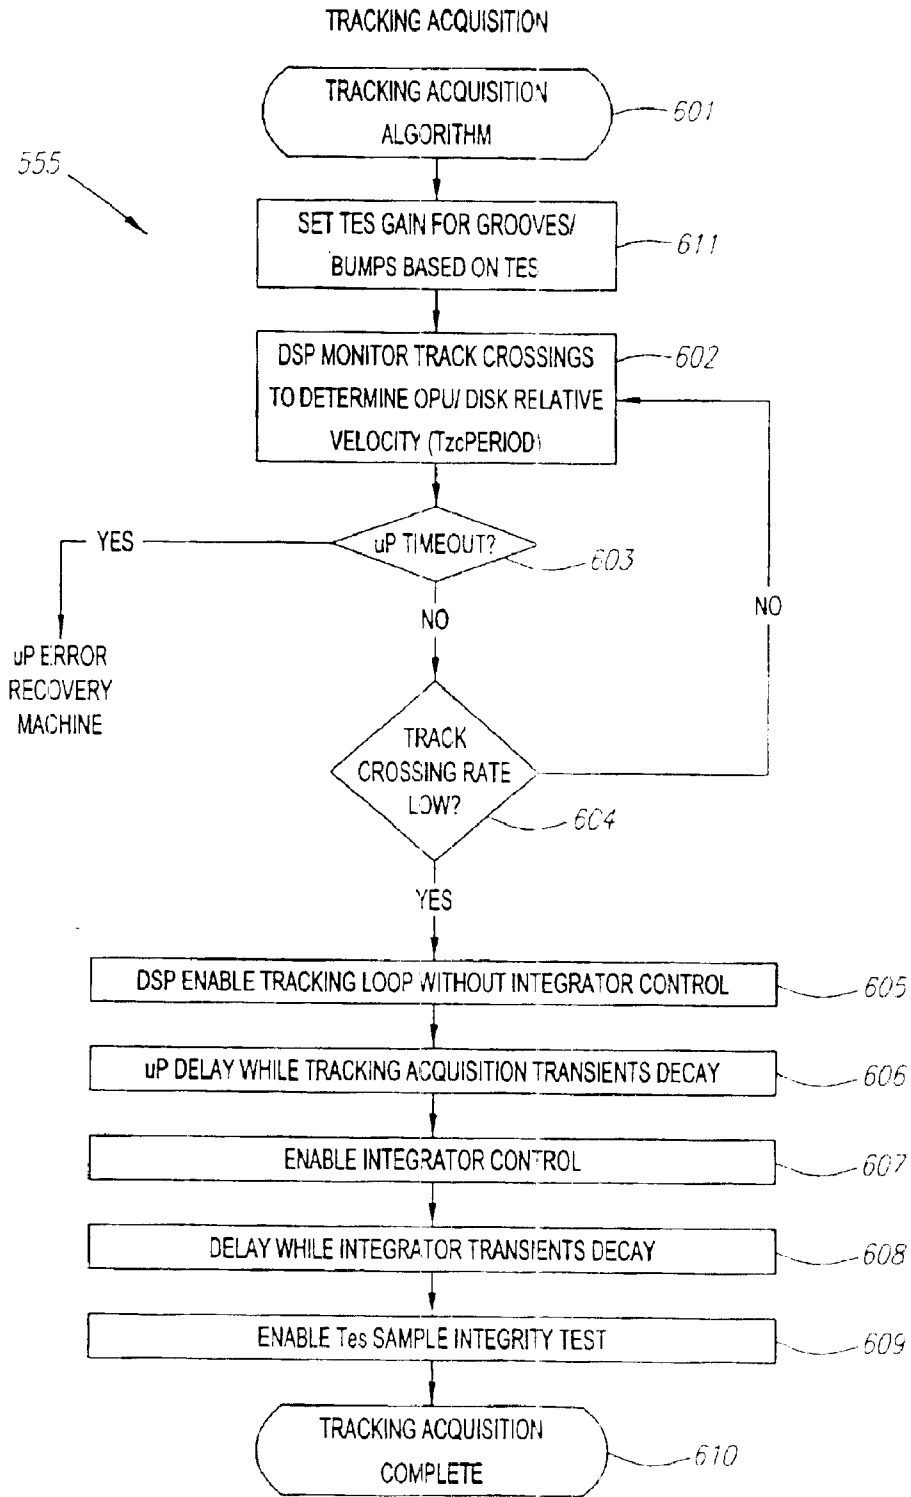 TRACKING ACQUISITION
TRACKING ACQUISITION
ALGORITHM
601
555
SET TES GAIN FOR GROOVES/
BUMPS BASED ON TES
611
DSP MONITOR TRACK CROSSINGS
TO DETERMINE OPU/ DISK RELATIVE
VELOCITY (TzcPERIOD)
602
uP TIMEOUT?
603
YES
NO
uP ERROR
RECOVERY
MACHINE
NO
TRACK
CROSSING RATE
LOW?
604
YES
DSP ENABLE TRACKING LOOP WITHOUT INTEGRATOR CONTROL
605
uP DELAY WHILE TRACKING ACQUISITION TRANSIENTS DECAY
606
ENABLE INTEGRATOR CONTROL
607
DELAY WHILE INTEGRATOR TRANSIENTS DECAY
608
ENABLE Tes SAMPLE INTEGRITY TEST
609
TRACKING ACQUISITION
COMPLETE
610